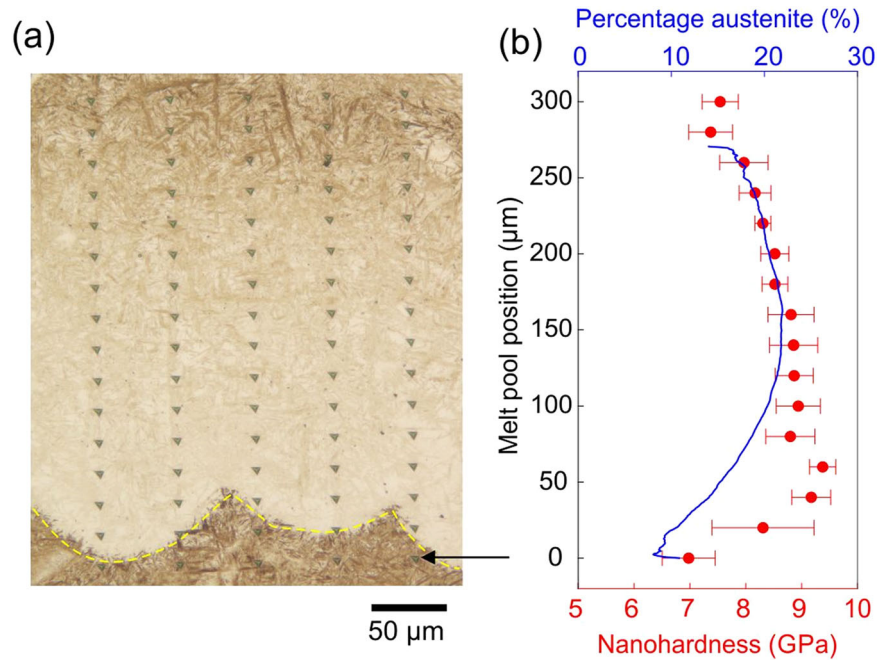 (a)
50 µm
(b)
Percentage austenite (%)
0 10 20 30
Melt pool position (µm)
300
250
200
150
100
50
0
5 6 7 8 9 10
Nanohardness (GPa)